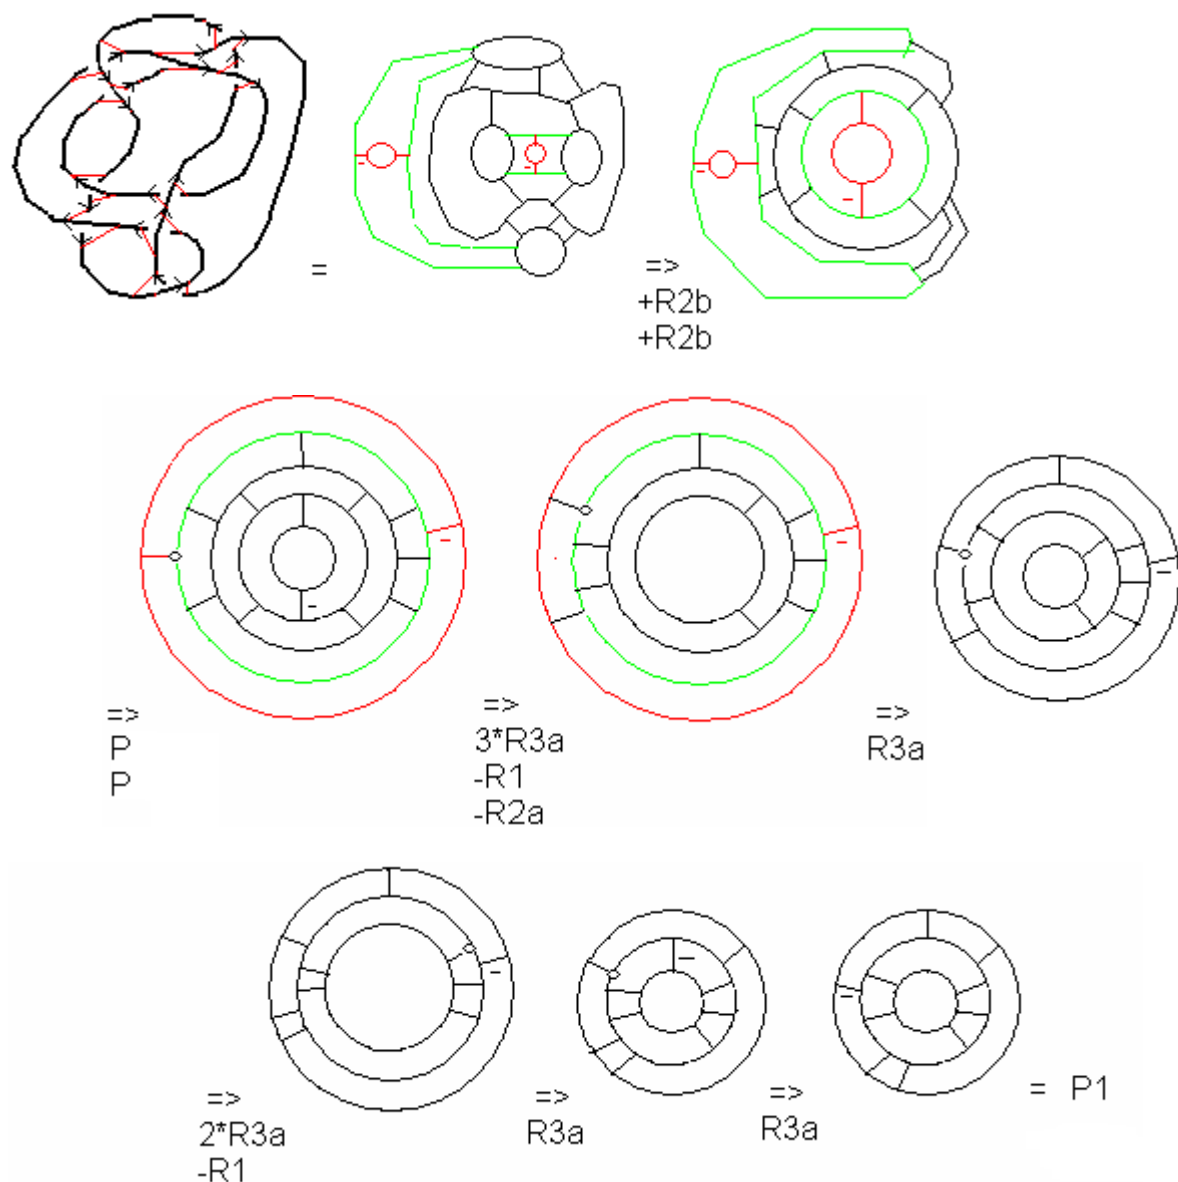 =
=>
+R2b
+R2b
=>
P
P
=>
3*R3a
-R1
-R2a
=>
R3a
=>
2*R3a
-R1
=>
R3a
=>
R3a
= P1